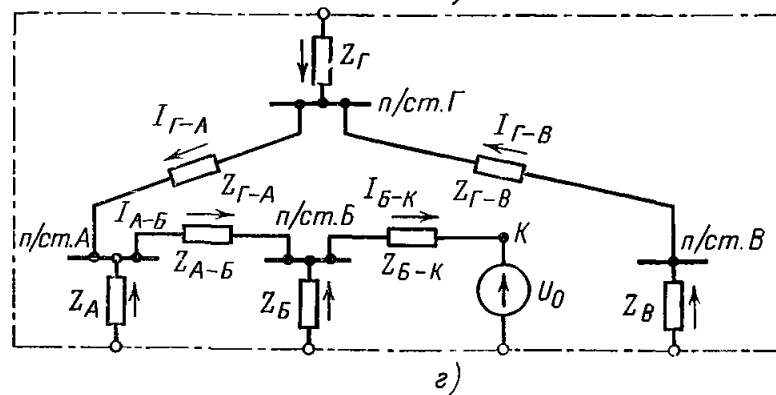 Z_Г
п/ст.Г
I_Г-А
I_Г-В
Z_Г-А
Z_Г-В
I_А-Б
п/ст.Б
I_Б-К
п/ст.А
К
п/ст.В
Z_А-Б
Z_Б-К
Z_А
Z_Б
U_0
Z_В
г)